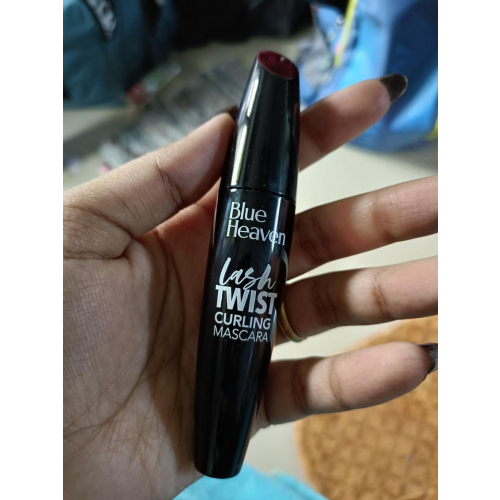 Blue
Heaven
lash
TWIST
CURLING
MASCARA